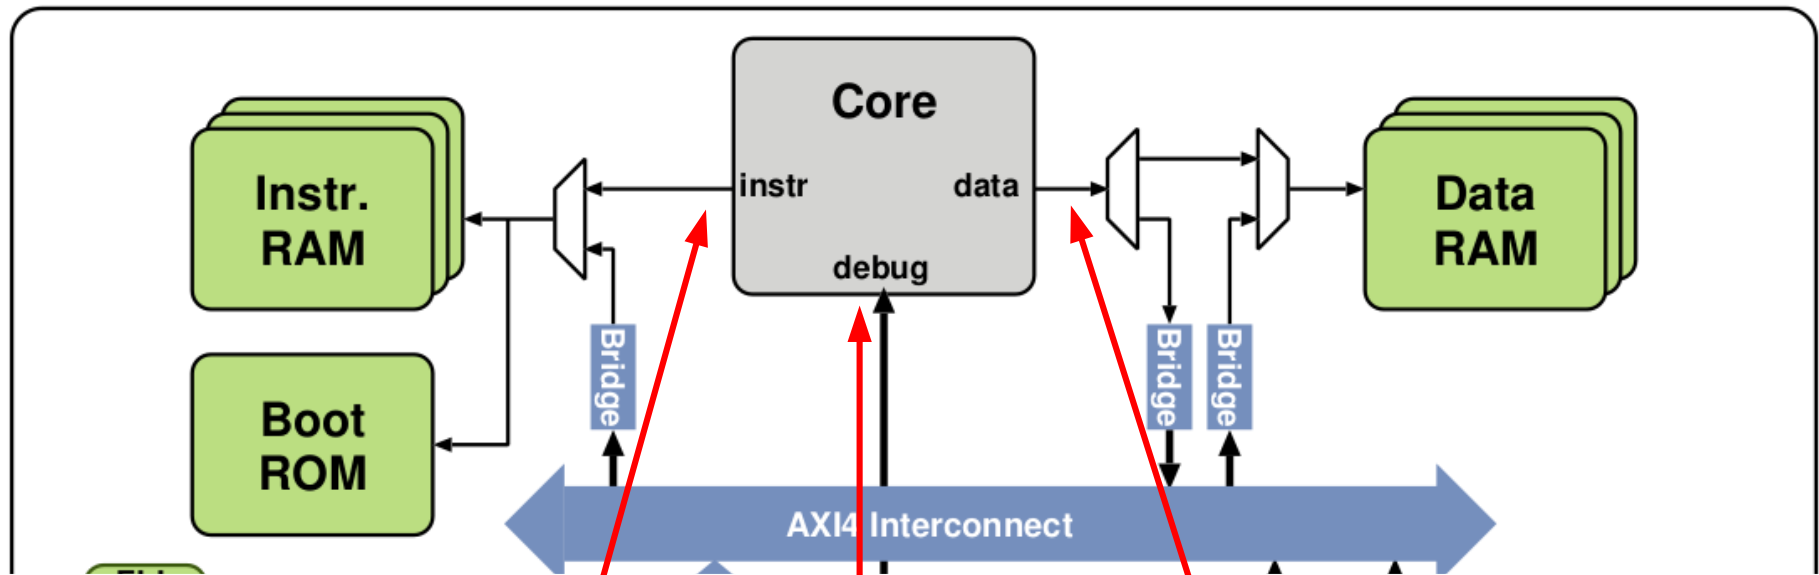 Core
Instr.
RAM
instr
data
Data
RAM
debug
Bridge
Bridge
Bridge
Boot
ROM
AXI4 Interconnect